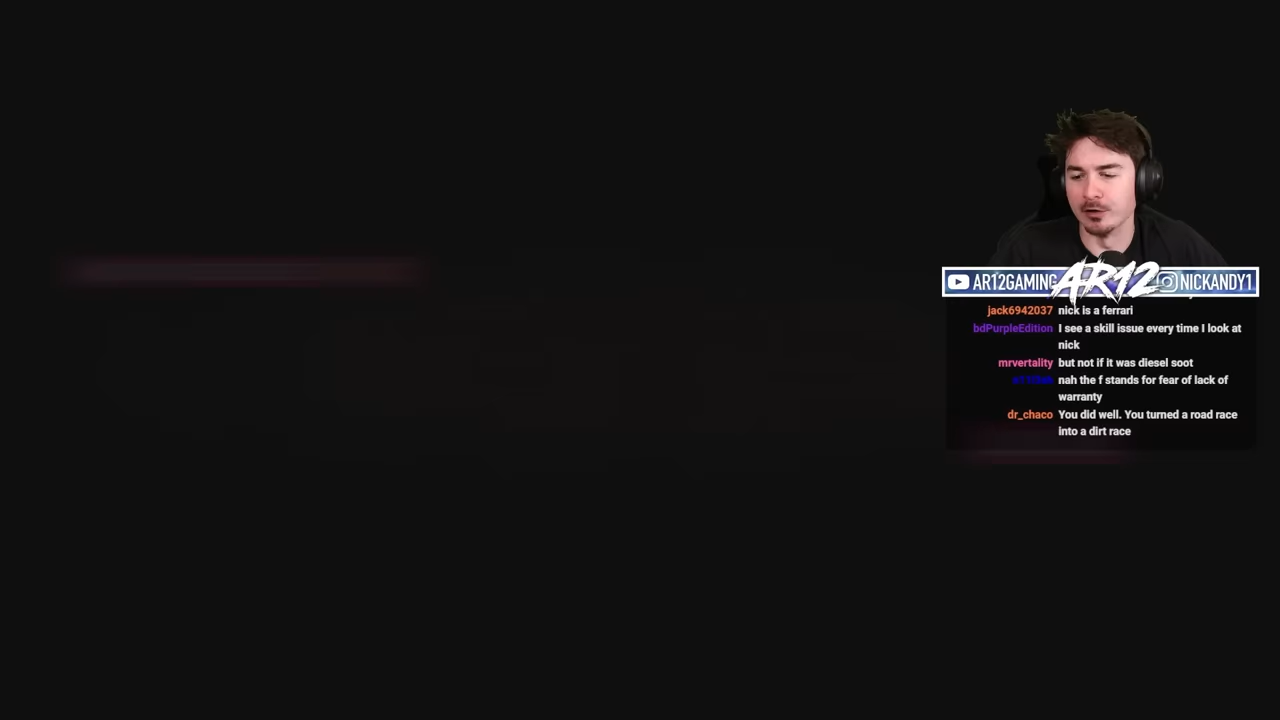 AR12GAMING AR12 NICKANDY1
jack6942037 nick is a ferrari
bdPurpleEdition I see a skill issue every time I look at
nick
mrvertality but not if it was diesel soot
nah the f stands for fear of lack of
warranty
dr_chaco You did well. You turned a road race
into a dirt race